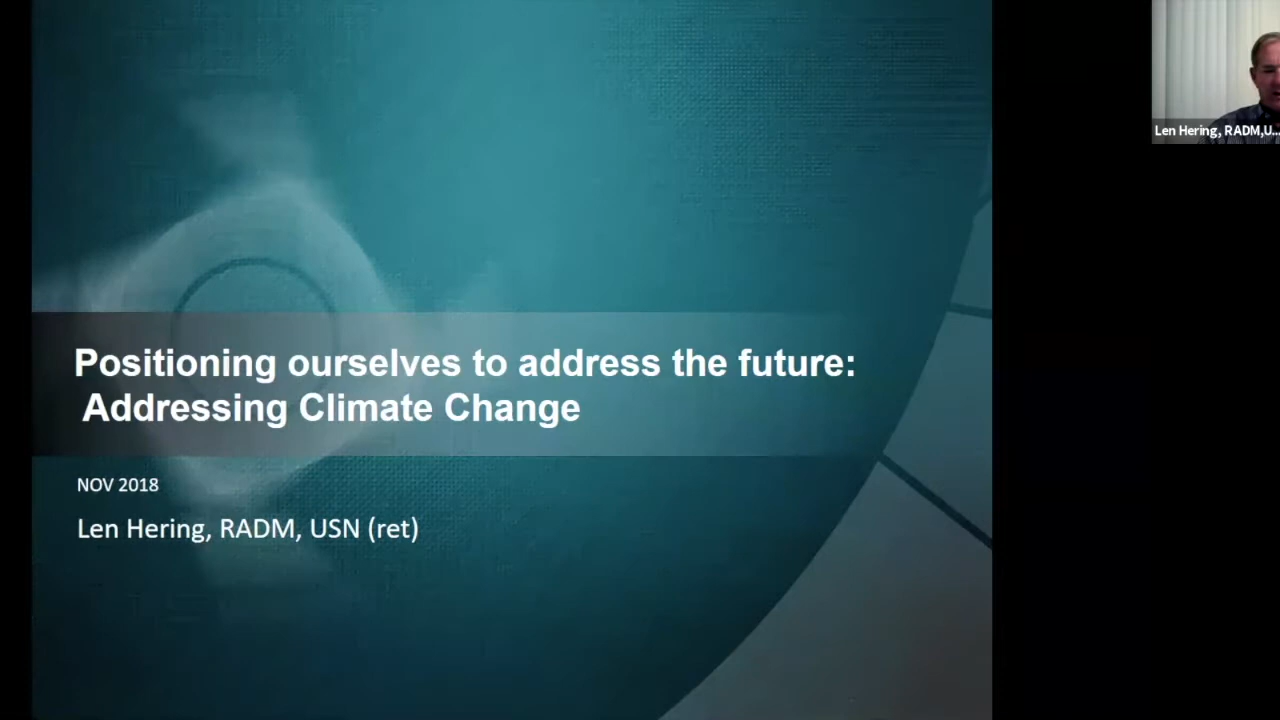 Positioning ourselves to address the future:
Addressing Climate Change
NOV 2018
Len Hering, RADM, USN (ret)
Len Hering, RADM,U...